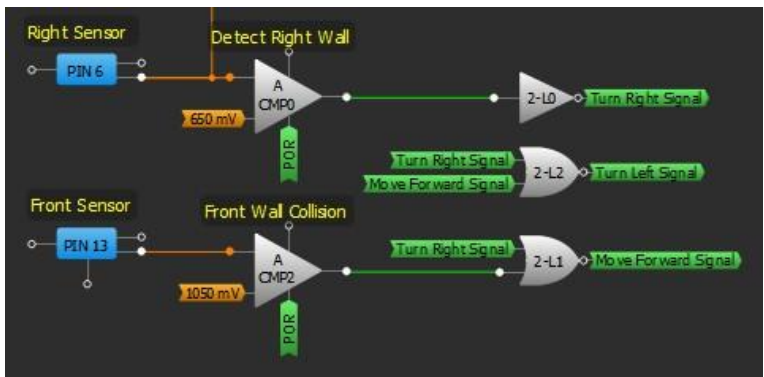 Right Sensor
Detect Right Wall
PIN 6
A
CMP0
650 mV
POR
2-L0
Turn Right Signal
Turn Right Signal
Move Forward Signal
2-L2
Turn Left Signal
Front Sensor
Front Wall Collision
PIN 13
A
CMP2
1050 mV
POR
Turn Right Signal
2-L1
Move Forward Signal